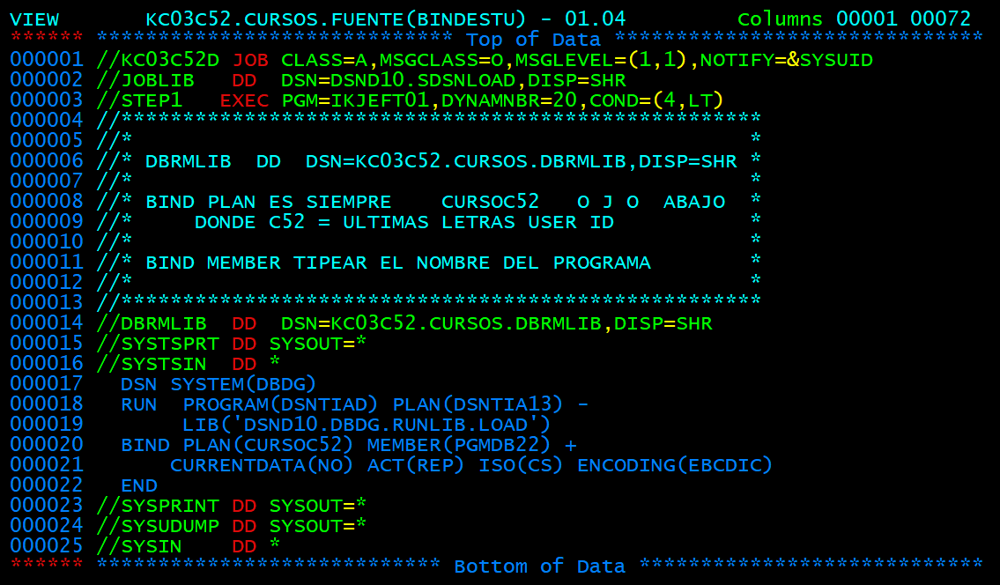 VIEW       KC03C52.CURSOS.FUENTE(BINDESTU) - 01.04         Columns 00001 00072
****** ***************************** Top of Data ******************************
000001 //KC03C52D JOB CLASS=A,MSGCLASS=O,MSGLEVEL=(1,1),NOTIFY=&SYSUID
000002 //JOBLIB   DD  DSN=DSND10.SDSNLOAD,DISP=SHR
000003 //STEP1   EXEC PGM=IKJEFT01,DYNAMNBR=20,COND=(4,LT)
000004 //****************************************************
000005 //*                                                  *
000006 //* DBRMLIB  DD  DSN=KC03C52.CURSOS.DBRMLIB,DISP=SHR *
000007 //*                                                  *
000008 //* BIND PLAN ES SIEMPRE    CURSOC52   O J O  ABAJO  *
000009 //*     DONDE C52 = ULTIMAS LETRAS USER ID           *
000010 //*                                                  *
000011 //* BIND MEMBER TIPEAR EL NOMBRE DEL PROGRAMA        *
000012 //*                                                  *
000013 //****************************************************
000014 //DBRMLIB  DD  DSN=KC03C52.CURSOS.DBRMLIB,DISP=SHR
000015 //SYSTSPRT DD SYSOUT=*
000016 //SYSTSIN  DD *
000017   DSN SYSTEM(DBDG)
000018   RUN  PROGRAM(DSNTIAD) PLAN(DSNTIA13) -
000019        LIB('DSND10.DBDG.RUNLIB.LOAD')
000020   BIND PLAN(CURSOC52) MEMBER(PGMDB22) +
000021       CURRENTDATA(NO) ACT(REP) ISO(CS) ENCODING(EBCDIC)
000022   END
000023 //SYSPRINT DD SYSOUT=*
000024 //SYSUDUMP DD SYSOUT=*
000025 //SYSIN    DD *
****** **************************** Bottom of Data ****************************